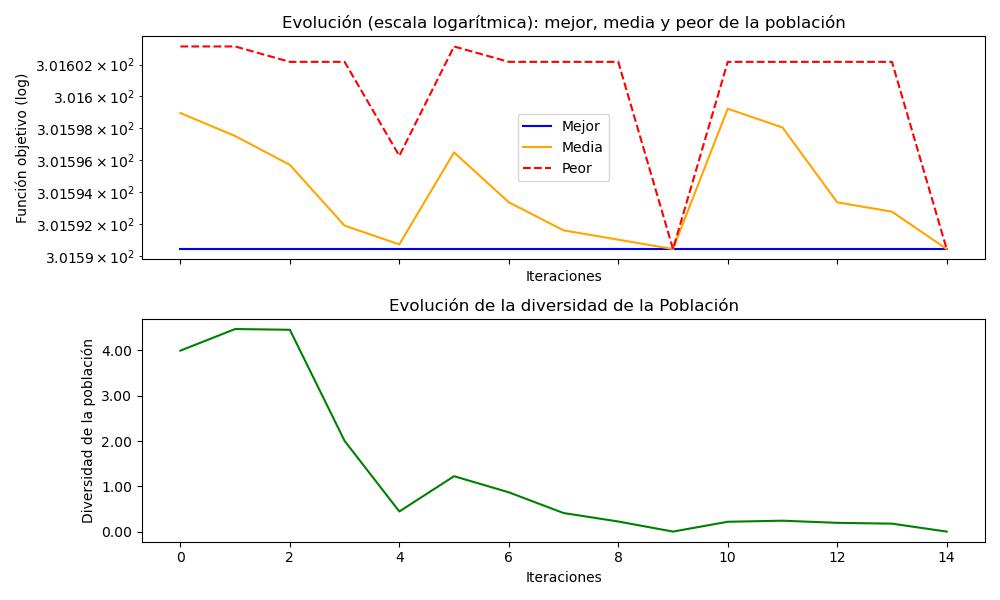 Evolución (escala logarítmica): mejor, media y peor de la población
Función objetivo (log)
3.01602 × 10²
3.016 × 10²
3.01598 × 10²
3.01596 × 10²
3.01594 × 10²
3.01592 × 10²
3.0159 × 10²
Mejor
Media
Peor
Iteraciones
Evolución de la diversidad de la Población
Diversidad de la población
4.00
3.00
2.00
1.00
0.00
0 2 4 6 8 10 12 14
Iteraciones